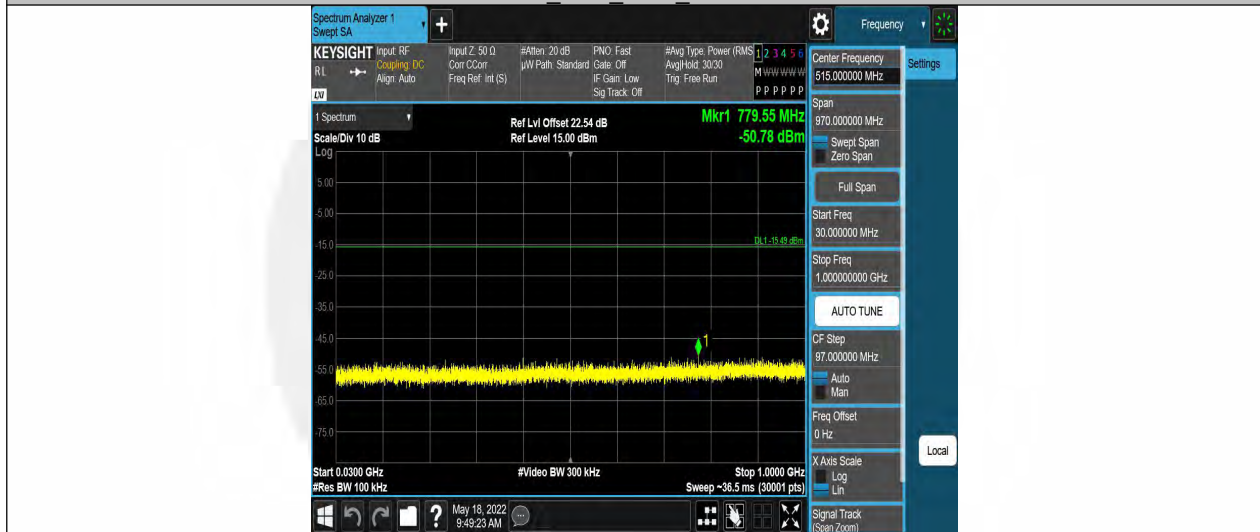 Spectrum Analyzer 1
Swept SA
+
Frequency
KEYSIGHT
RL
LXI
Input: RF
Coupling: DC
Align: Auto
Input Z: 50 Ω
Corr CCorr
Freq Ref: Int (S)
#Atten: 20 dB
µW Path: Standard
PNO: Fast
Gate: Off
IF Gain: Low
Sig Track: Off
#Avg Type: Power (RMS
Avg|Hold: 30/30
Trig: Free Run
1 2 3 4 5 6
M W W W W W
P P P P P P
1 Spectrum
Scale/Div 10 dB
Ref Lvl Offset 22.54 dB
Ref Level 15.00 dBm
Mkr1 779.55 MHz
-50.78 dBm
Log
5.00
-5.00
-15.0
DL1 -15.49 dBm
-25.0
-35.0
-45.0
1
-55.0
-65.0
-75.0
Start 0.0300 GHz
#Video BW 300 kHz
Stop 1.0000 GHz
#Res BW 100 kHz
Sweep ~36.5 ms (30001 pts)
?
May 18, 2022
9:49:23 AM
Center Frequency
515.000000 MHz
Settings
Span
970.000000 MHz
Swept Span
Zero Span
Full Span
Start Freq
30.000000 MHz
Stop Freq
1.000000000 GHz
AUTO TUNE
CF Step
97.000000 MHz
Auto
Man
Freq Offset
0 Hz
X Axis Scale
Log
Lin
Local
Signal Track
(Span Zoom)